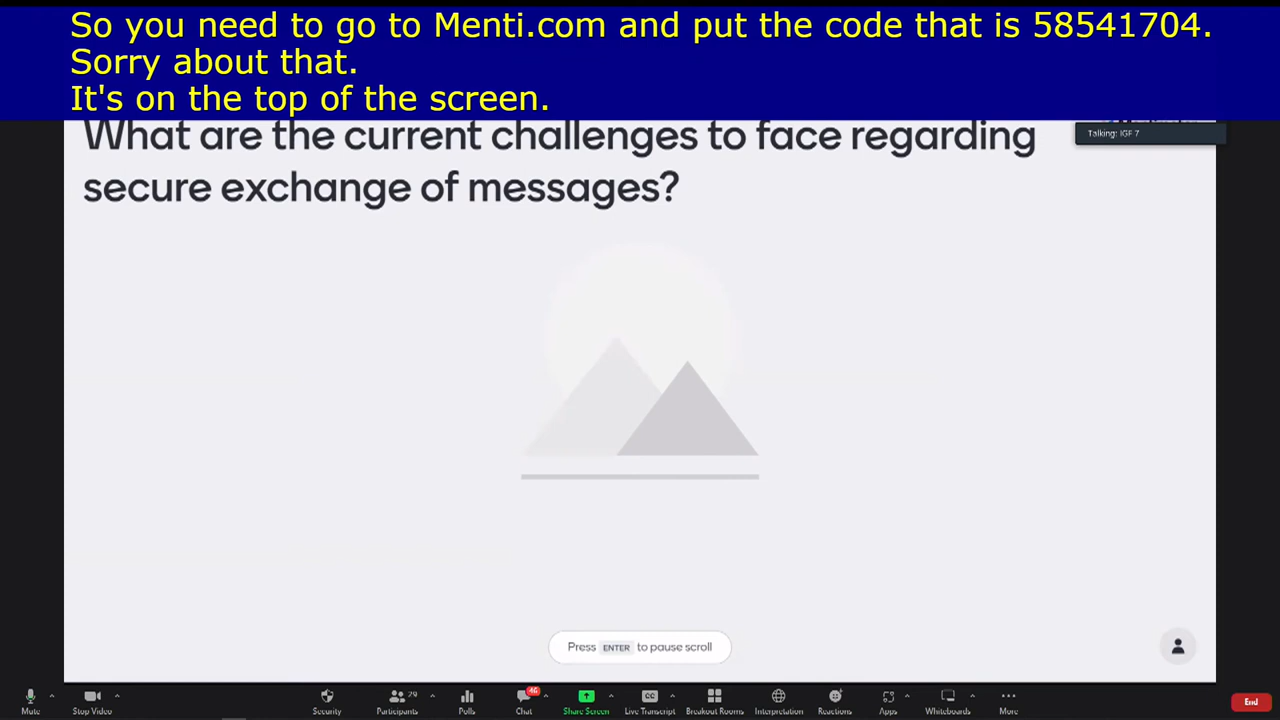 So you need to go to Menti.com and put the code that is 58541704.
Sorry about that.
It's on the top of the screen.
What are the current challenges to face regarding
secure exchange of messages?
Talking: IGF 7
Press ENTER to pause scroll
Mute
Stop Video
Security
29
Participants
Polls
46
Chat
Share Screen
CC
Live Transcript
Breakout Rooms
Interpretation
Reactions
Apps
Whiteboards
More
End